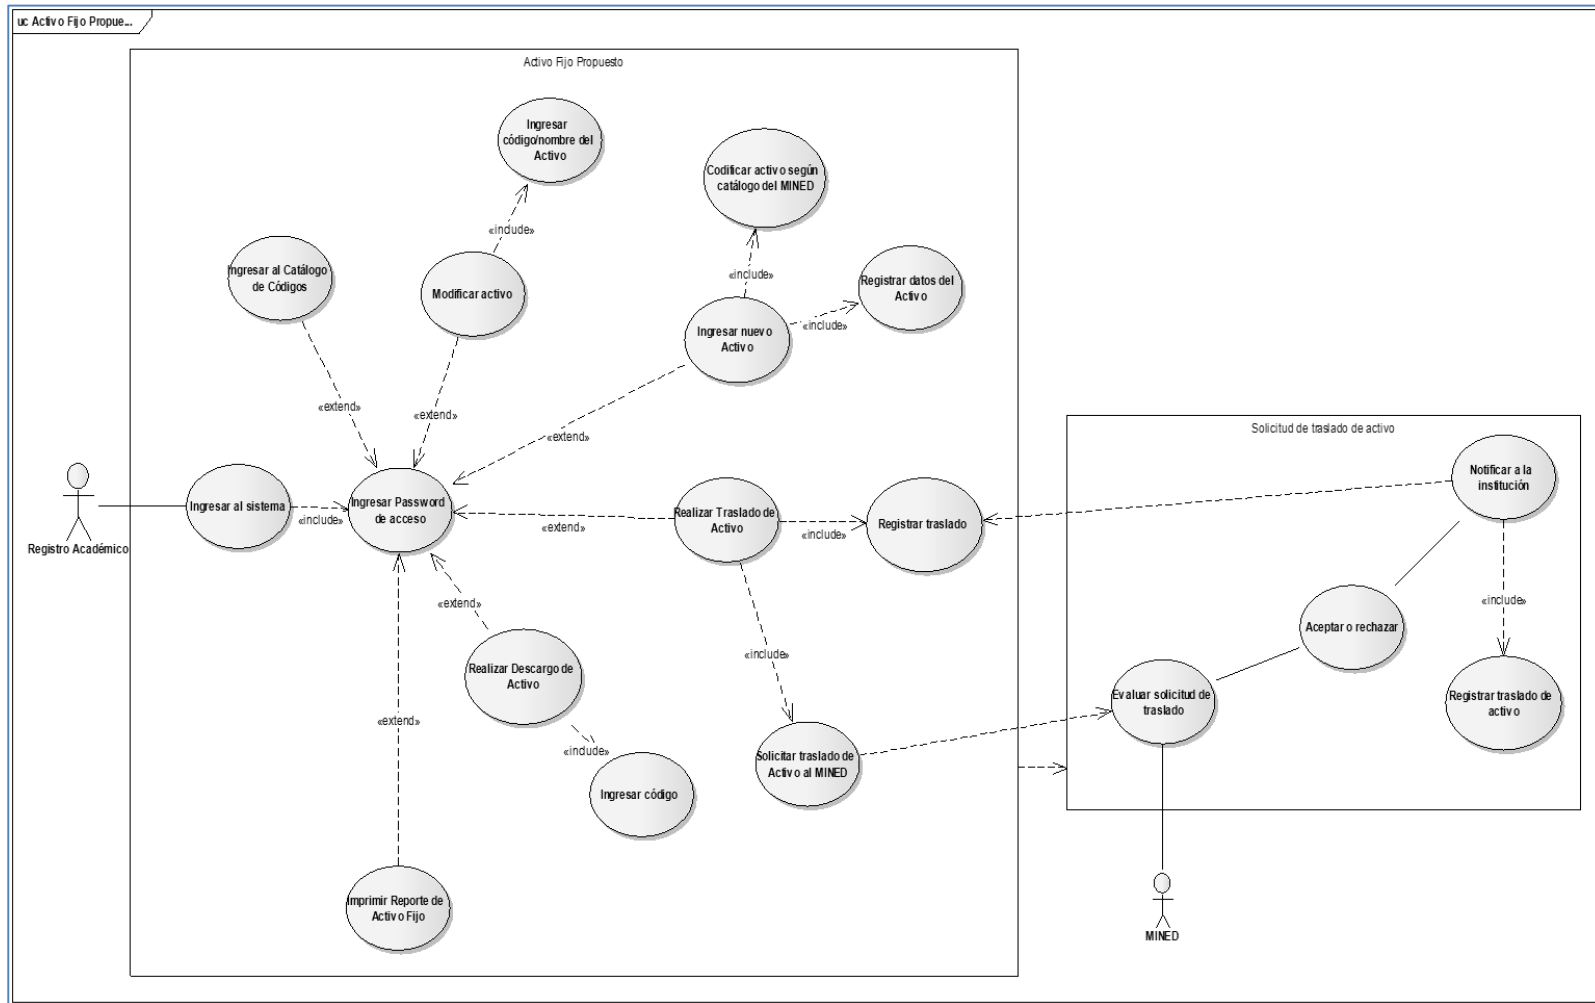 uc Activo Fijo Propue...
Activo Fijo Propuesto
Ingresar
código/nombre del
Activo
Codificar activo según
catálogo del MINED
«include»
Ingresar al Catálogo
de Códigos
Modificar activo
«include»
Registrar datos del
Activo
Ingresar nuevo
Activo
«include»
«extend»
«extend»
«extend»
Solicitud de traslado de activo
Notificar a la
institución
Registro Académico
Ingresar al sistema
«include»
Ingresar Password
de acceso
«extend»
Realizar Traslado de
Activo
«include»
Registrar traslado
«extend»
«include»
Aceptar o rechazar
«include»
Realizar Descargo de
Activo
Evaluar solicitud de
traslado
Registrar traslado de
activo
«extend»
«include»
Solicitar traslado de
Activo al MINED
Ingresar código
Imprimir Reporte de
Activo Fijo
MINED